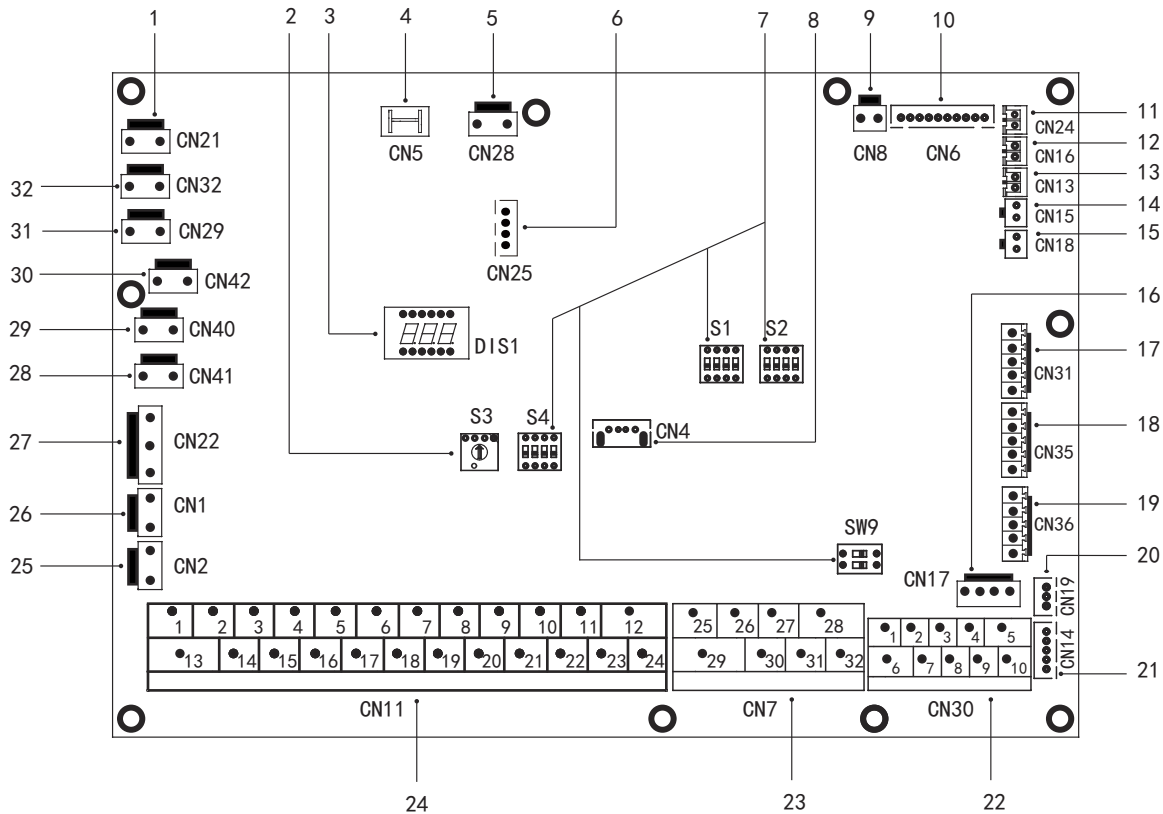 1 2 3 4 5 6 7 8 9 10
CN21 CN5 CN28 CN8 CN6 CN24 11
CN16 12
32 CN32 CN13 13
31 CN29 CN15 14
CN25 CN18 15
30 CN42
16
29 CN40 DIS1 S1 S2 17
28 CN41 CN31
S3 S4 CN4 18
27 CN22 CN35
2 8
26 CN1 19
SW9 CN36
25 CN2 20
CN17 CN19
1 2 3 4 5 6 7 8 9 10 11 12 25 26 27 28 1 2 3 4 5
13 14 15 16 17 18 19 20 21 22 23 24 29 30 31 32 6 7 8 9 10 CN14
21
CN11 CN7 CN30
24 23 22